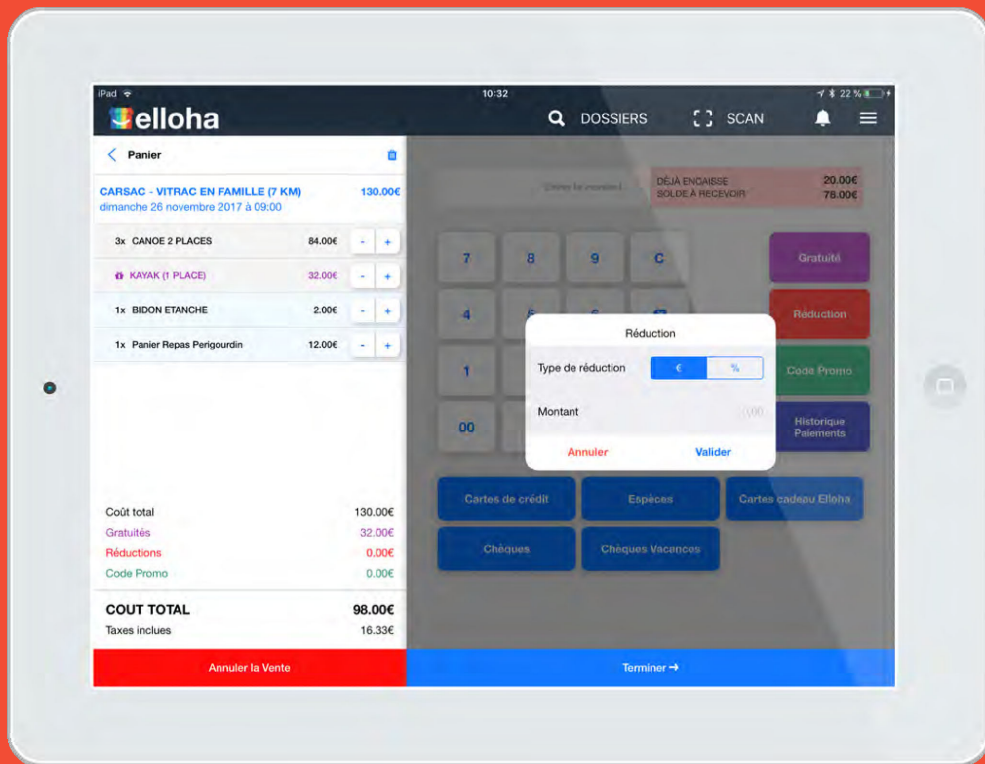 iPad
10:32
22 %
elloha
DOSSIERS
SCAN
Panier
CARSAC - VITRAC EN FAMILLE (7 KM) 130.00€
dimanche 26 novembre 2017 à 09:00
3x CANOE 2 PLACES 84.00€ - +
KAYAK (1 PLACE) 32.00€ - +
1x BIDON ETANCHE 2.00€ - +
1x Panier Repas Perigourdin 12.00€ - +
Coût total 130.00€
Gratuités 32.00€
Réductions 0.00€
Code Promo 0.00€
COUT TOTAL 98.00€
Taxes inclues 16.33€
Annuler la Vente
DÉJÀ ENCAISSÉ 20.00€
SOLDE À RECEVOIR 78.00€
7 8 9 C
Gratuité
4
Réduction
1
Code Promo
00
Historique
Paiements
Réduction
Type de réduction € %
Montant
Annuler Valider
Cartes de crédit Espèces Cartes cadeau Elloha
Chèques Chèques Vacances
Terminer →